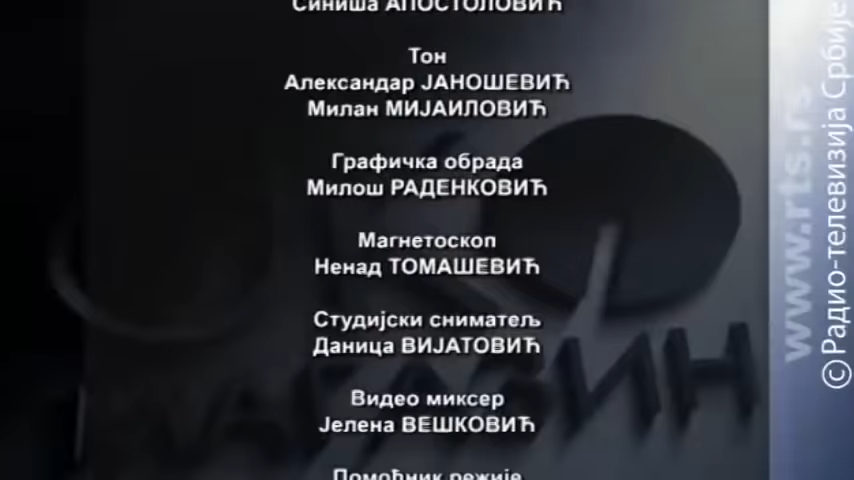 Синиша АПОСТОЛОВИЋ
Тон
Александар ЈАНОШЕВИЋ
Милан МИЈАИЛОВИЋ
Графичка обрада
Милош РАДЕНКОВИЋ
Магнетоскоп
Ненад ТОМАШЕВИЋ
Студијски сниматељ
Даница ВИЈАТОВИЋ
Видео миксер
Јелена ВЕШКОВИЋ
Помоћник режије
www.rts.rs
© Радио-телевизија Србије